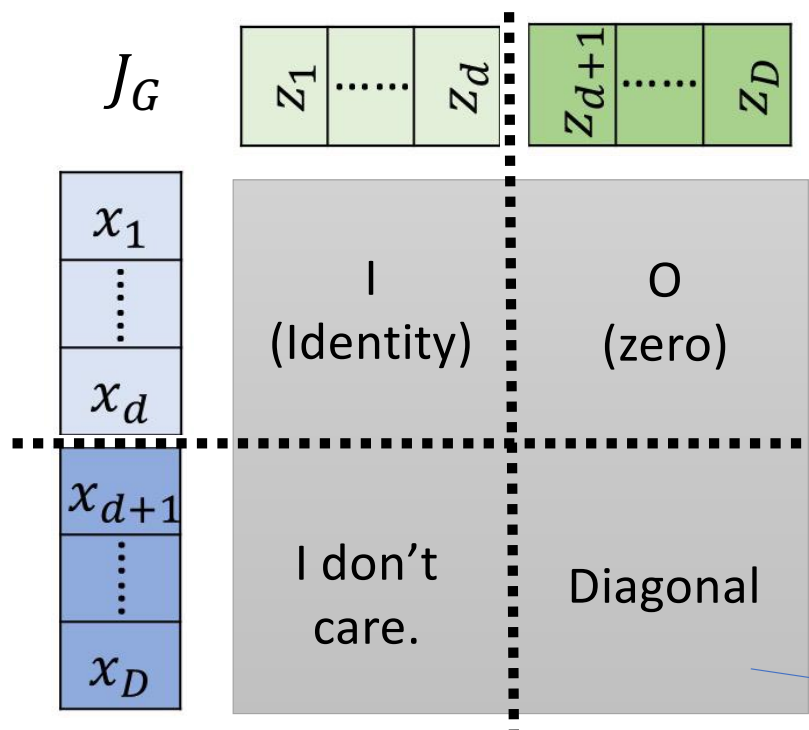 J_G
z_1 …… z_d z_{d+1} …… z_D
x_1
……
x_d
x_{d+1}
……
x_D
I
(Identity)
O
(zero)
I don’t
care.
Diagonal